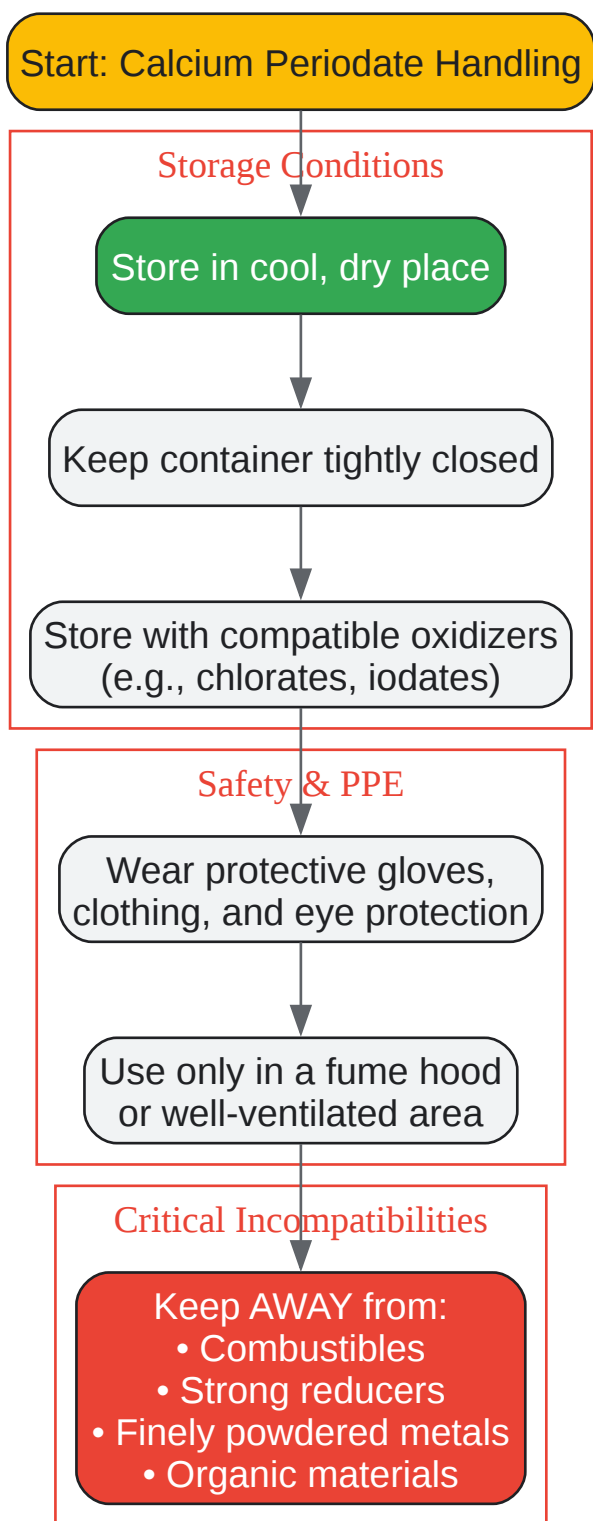 Start: Calcium Periodate Handling
Storage Conditions
Store in cool, dry place
Keep container tightly closed
Store with compatible oxidizers
(e.g., chlorates, iodates)
Safety & PPE
Wear protective gloves,
clothing, and eye protection
Use only in a fume hood
or well-ventilated area
Critical Incompatibilities
Keep AWAY from:
• Combustibles
• Strong reducers
• Finely powdered metals
• Organic materials